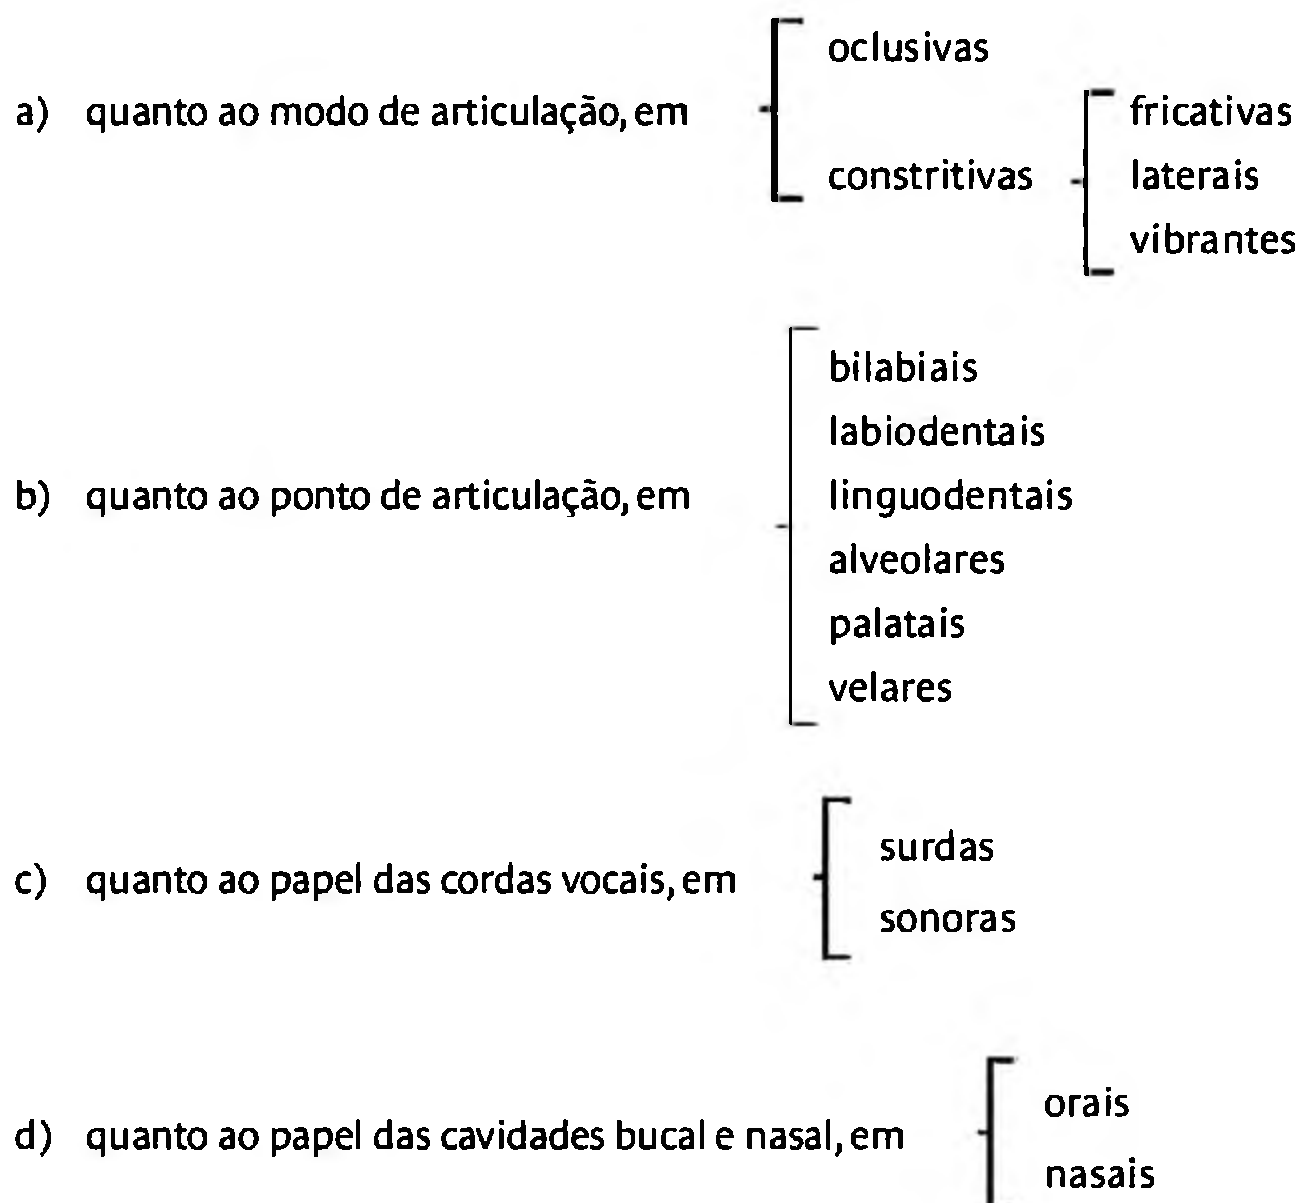 a) quanto ao modo de articulação, em
oclusivas
constritivas
fricativas
laterais
vibrantes
b) quanto ao ponto de articulação, em
bilabiais
labiodentais
linguodentais
alveolares
palatais
velares
c) quanto ao papel das cordas vocais, em
surdas
sonoras
d) quanto ao papel das cavidades bucal e nasal, em
orais
nasais